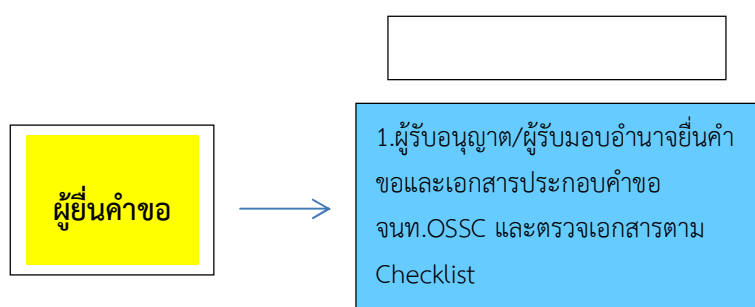 ผู้ยื่นคำขอ
1.ผู้รับอนุญาต/ผู้รับมอบอำนาจยื่นคำ
ขอและเอกสารประกอบคำขอ
จนท.OSSC และตรวจเอกสารตาม
Checklist